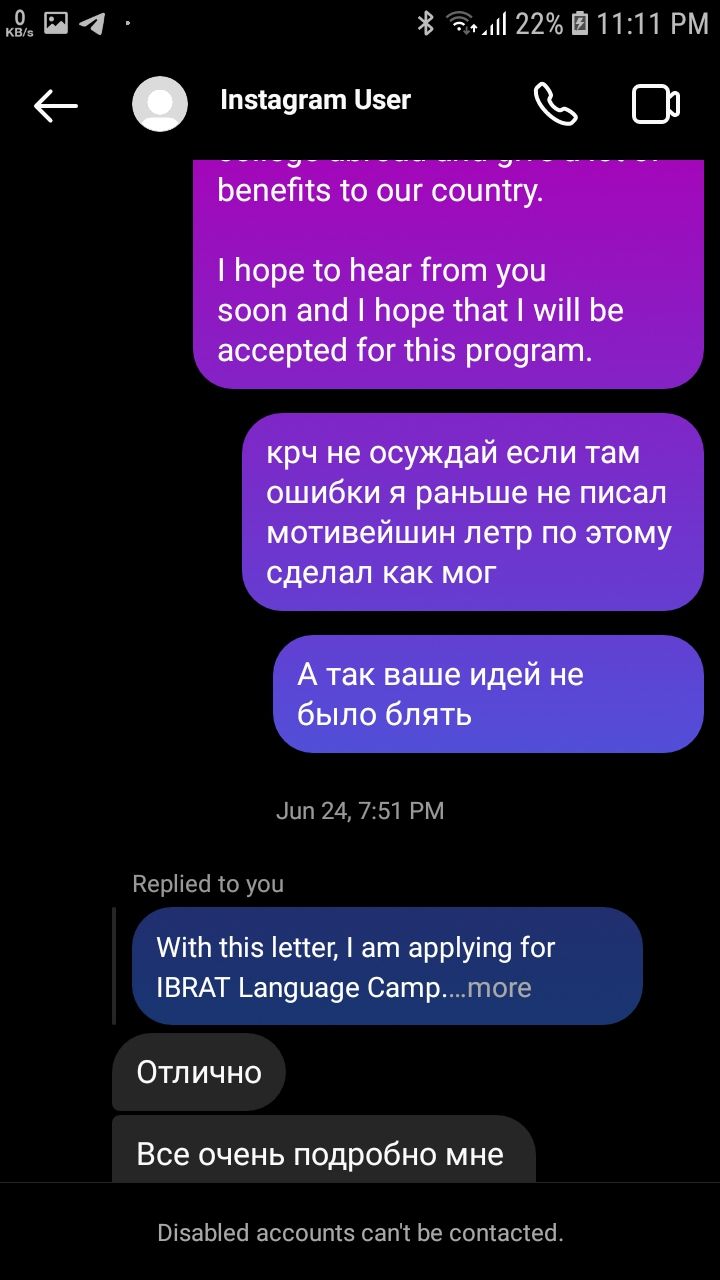 0
KB/s
22%
11:11 PM
Instagram User
benefits to our country.
I hope to hear from you
soon and I hope that I will be
accepted for this program.
крч не осуждай если там
ошибки я раньше не писал
мотивейшин летр по этому
сделал как мог
А так ваше идей не
было блять
Jun 24, 7:51 PM
Replied to you
With this letter, I am applying for
IBRAT Language Camp....more
Отлично
Все очень подробно мне
Disabled accounts can't be contacted.